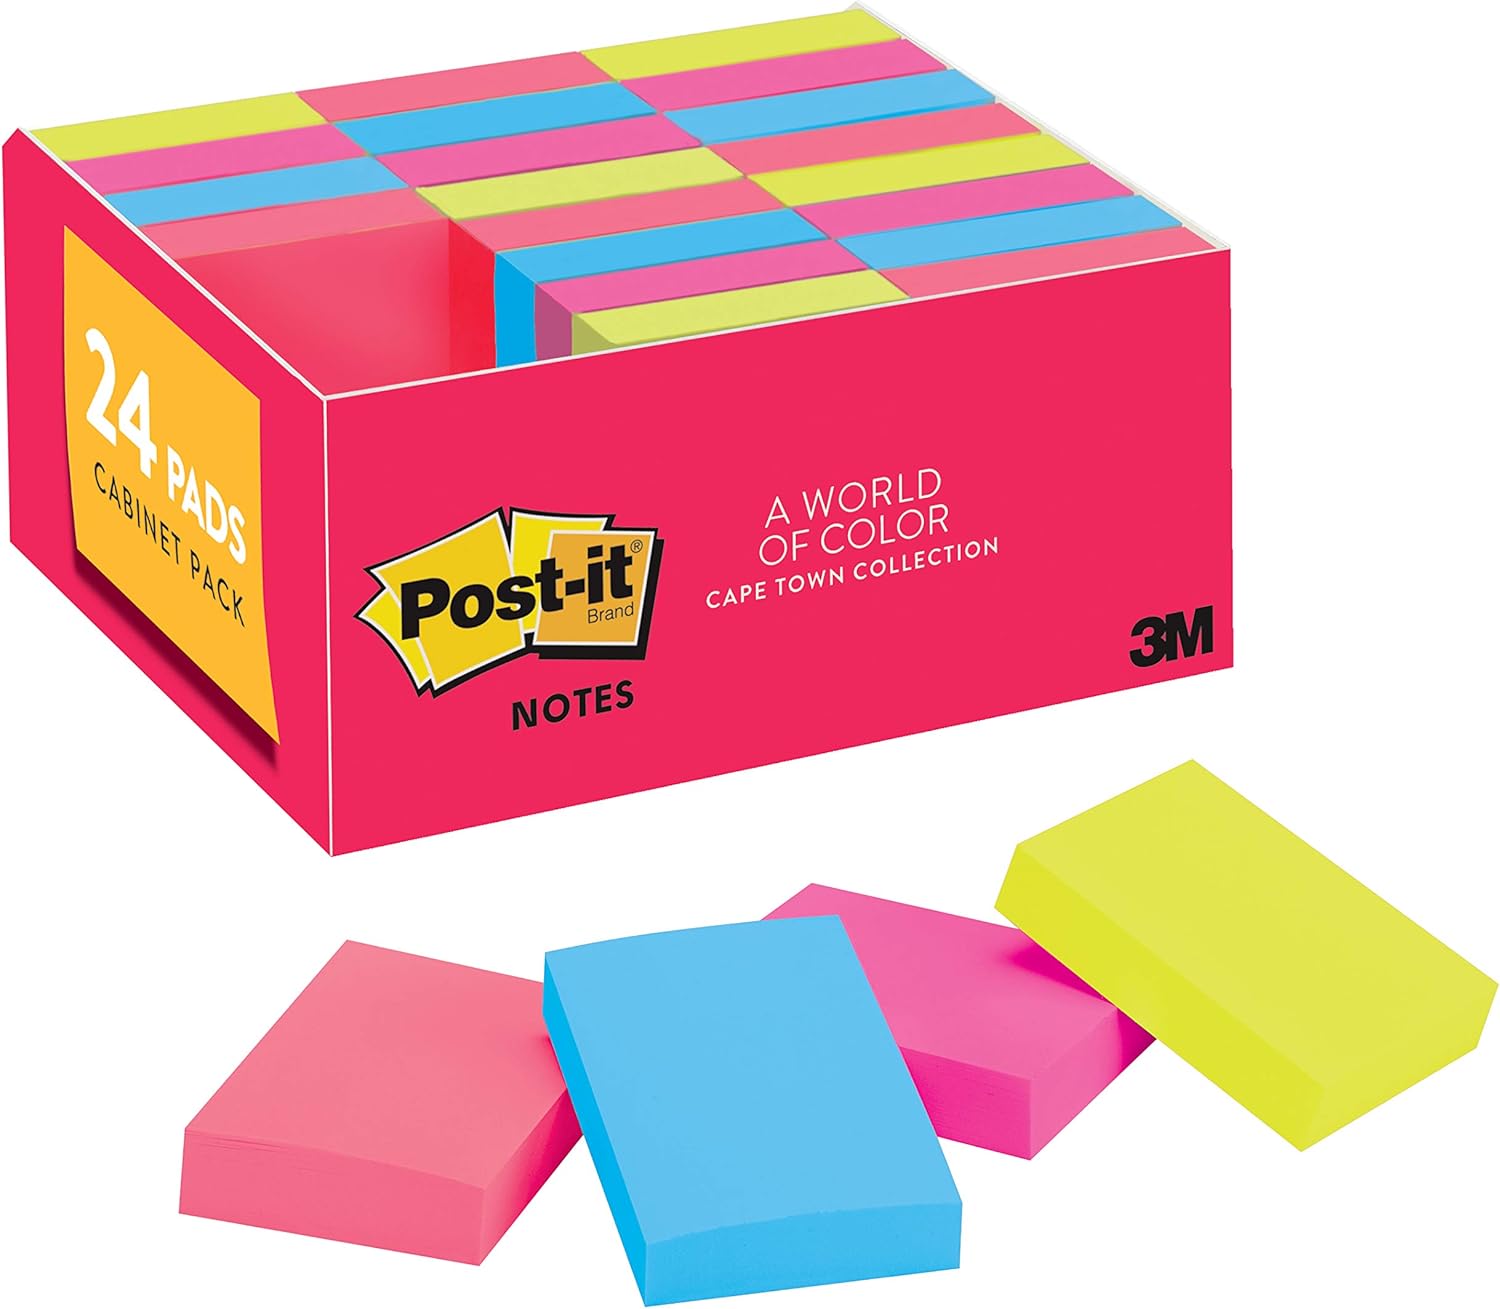 24 PADS
CABINET PACK
Post-it®
Brand
NOTES
A WORLD
OF COLOR
CAPE TOWN COLLECTION
3M